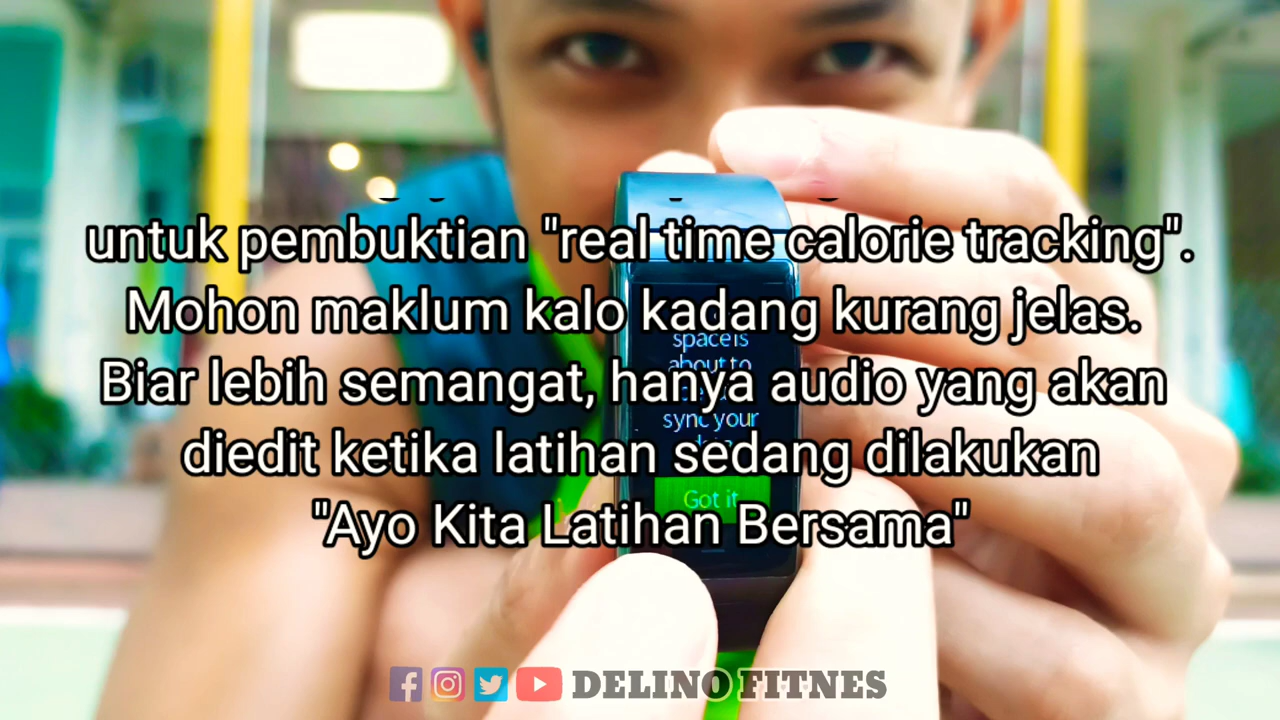 untuk pembuktian "real time calorie tracking".
Mohon maklum kalo kadang kurang jelas.
space is
about to
Biar lebih semangat, hanya audio yang akan
sync your
diedit ketika latihan sedang dilakukan
Got it
"Ayo Kita Latihan Bersama"
DELINO FITNES